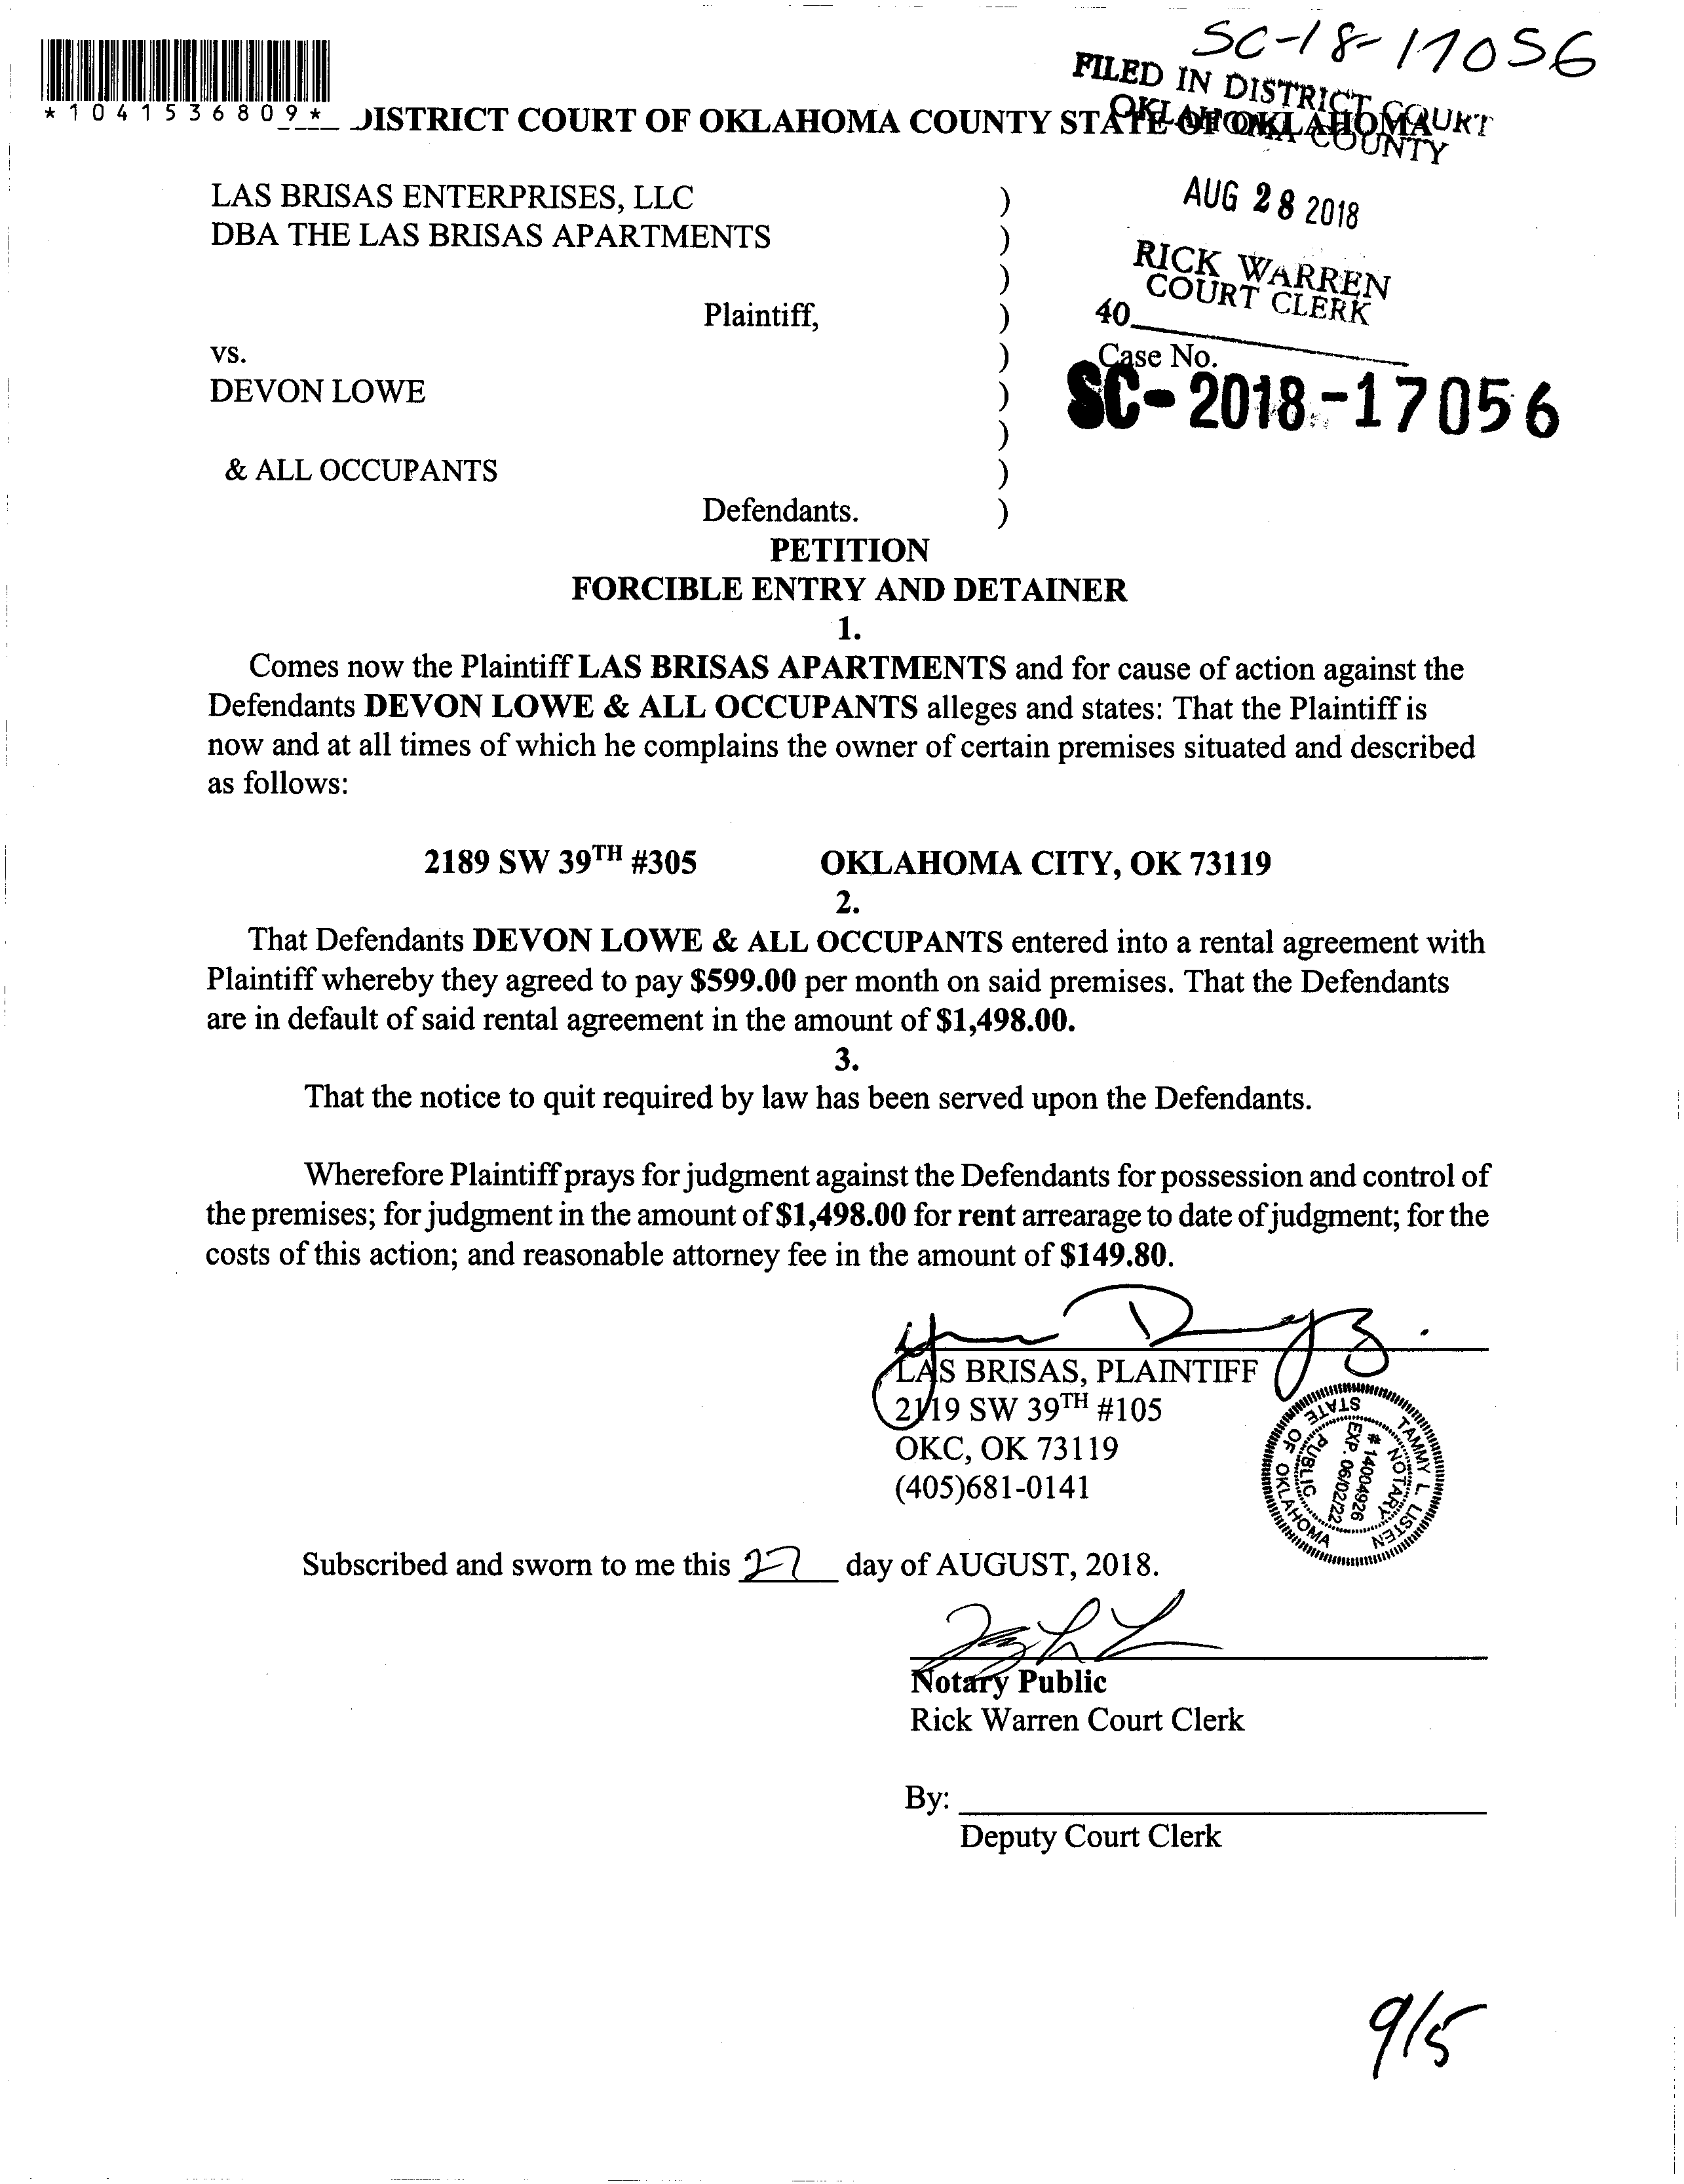 SC-18-17056
FILED IN DISTRICT COURT
OKLAHOMA COUNTY
*1041536809*
DISTRICT COURT OF OKLAHOMA COUNTY STATE OF OKLAHOMA
LAS BRISAS ENTERPRISES, LLC )
DBA THE LAS BRISAS APARTMENTS )
)
Plaintiff, )
vs. )
DEVON LOWE )
)
& ALL OCCUPANTS )
Defendants. )
AUG 28 2018
RICK WARREN
COURT CLERK
40
Case No.
SC-2018-17056
PETITION
FORCIBLE ENTRY AND DETAINER
1.
Comes now the Plaintiff LAS BRISAS APARTMENTS and for cause of action against the
Defendants DEVON LOWE & ALL OCCUPANTS alleges and states: That the Plaintiff is
now and at all times of which he complains the owner of certain premises situated and described
as follows:
2189 SW 39TH #305 OKLAHOMA CITY, OK 73119
2.
That Defendants DEVON LOWE & ALL OCCUPANTS entered into a rental agreement with
Plaintiff whereby they agreed to pay $599.00 per month on said premises. That the Defendants
are in default of said rental agreement in the amount of $1,498.00.
3.
That the notice to quit required by law has been served upon the Defendants.
Wherefore Plaintiff prays for judgment against the Defendants for possession and control of
the premises; for judgment in the amount of $1,498.00 for rent arrearage to date of judgment; for the
costs of this action; and reasonable attorney fee in the amount of $149.80.
LAS BRISAS, PLAINTIFF
2119 SW 39TH #105
OKC, OK 73119
(405)681-0141
TAMMY L. LISTEN
NOTARY
# 14004926
EXP. 06/02/22
PUBLIC
STATE OF OKLAHOMA
Subscribed and sworn to me this 27 day of AUGUST, 2018.
Notary Public
Rick Warren Court Clerk
By:
Deputy Court Clerk
9/5